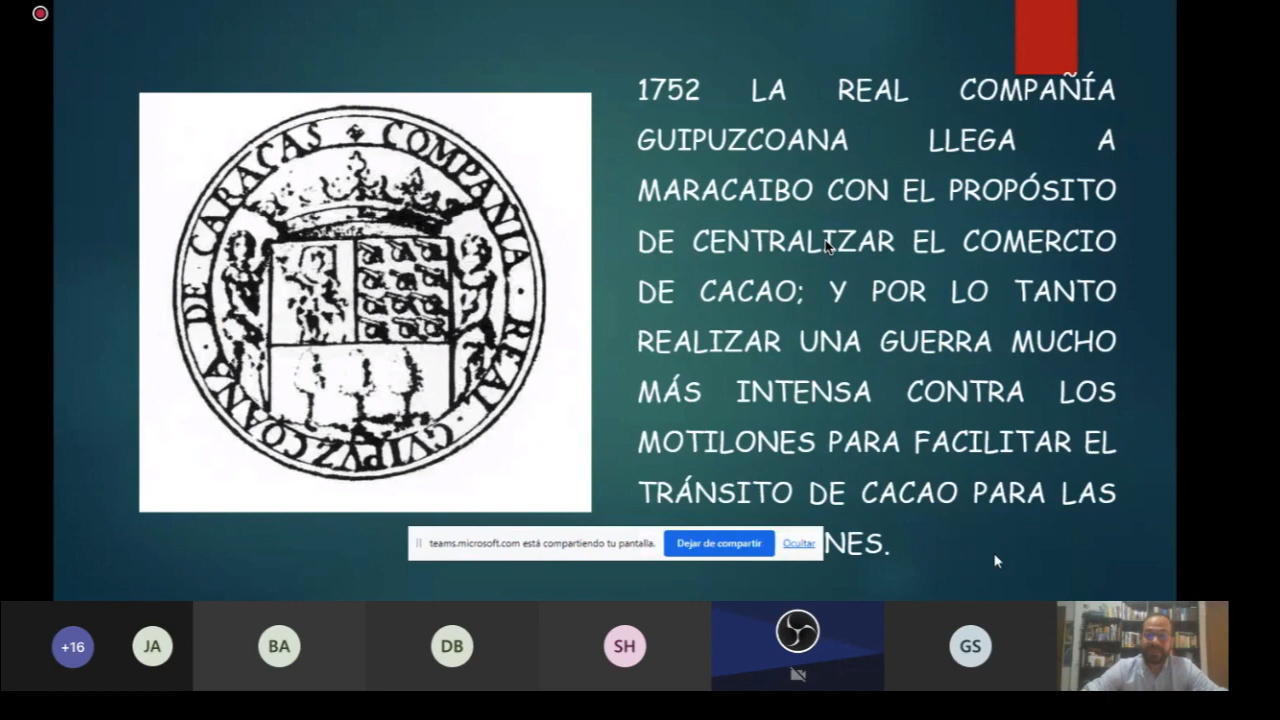 COMPAÑIA · REAL · GVIPVZCOANA · DE CARACAS
1752 LA REAL COMPAÑÍA
GUIPUZCOANA LLEGA A
MARACAIBO CON EL PROPÓSITO
DE CENTRALIZAR EL COMERCIO
DE CACAO; Y POR LO TANTO
REALIZAR UNA GUERRA MUCHO
MÁS INTENSA CONTRA LOS
MOTILONES PARA FACILITAR EL
TRÁNSITO DE CACAO PARA LAS
NES.
teams.microsoft.com está compartiendo tu pantalla.
Dejar de compartir
Ocultar
+16
JA
BA
DB
SH
GS